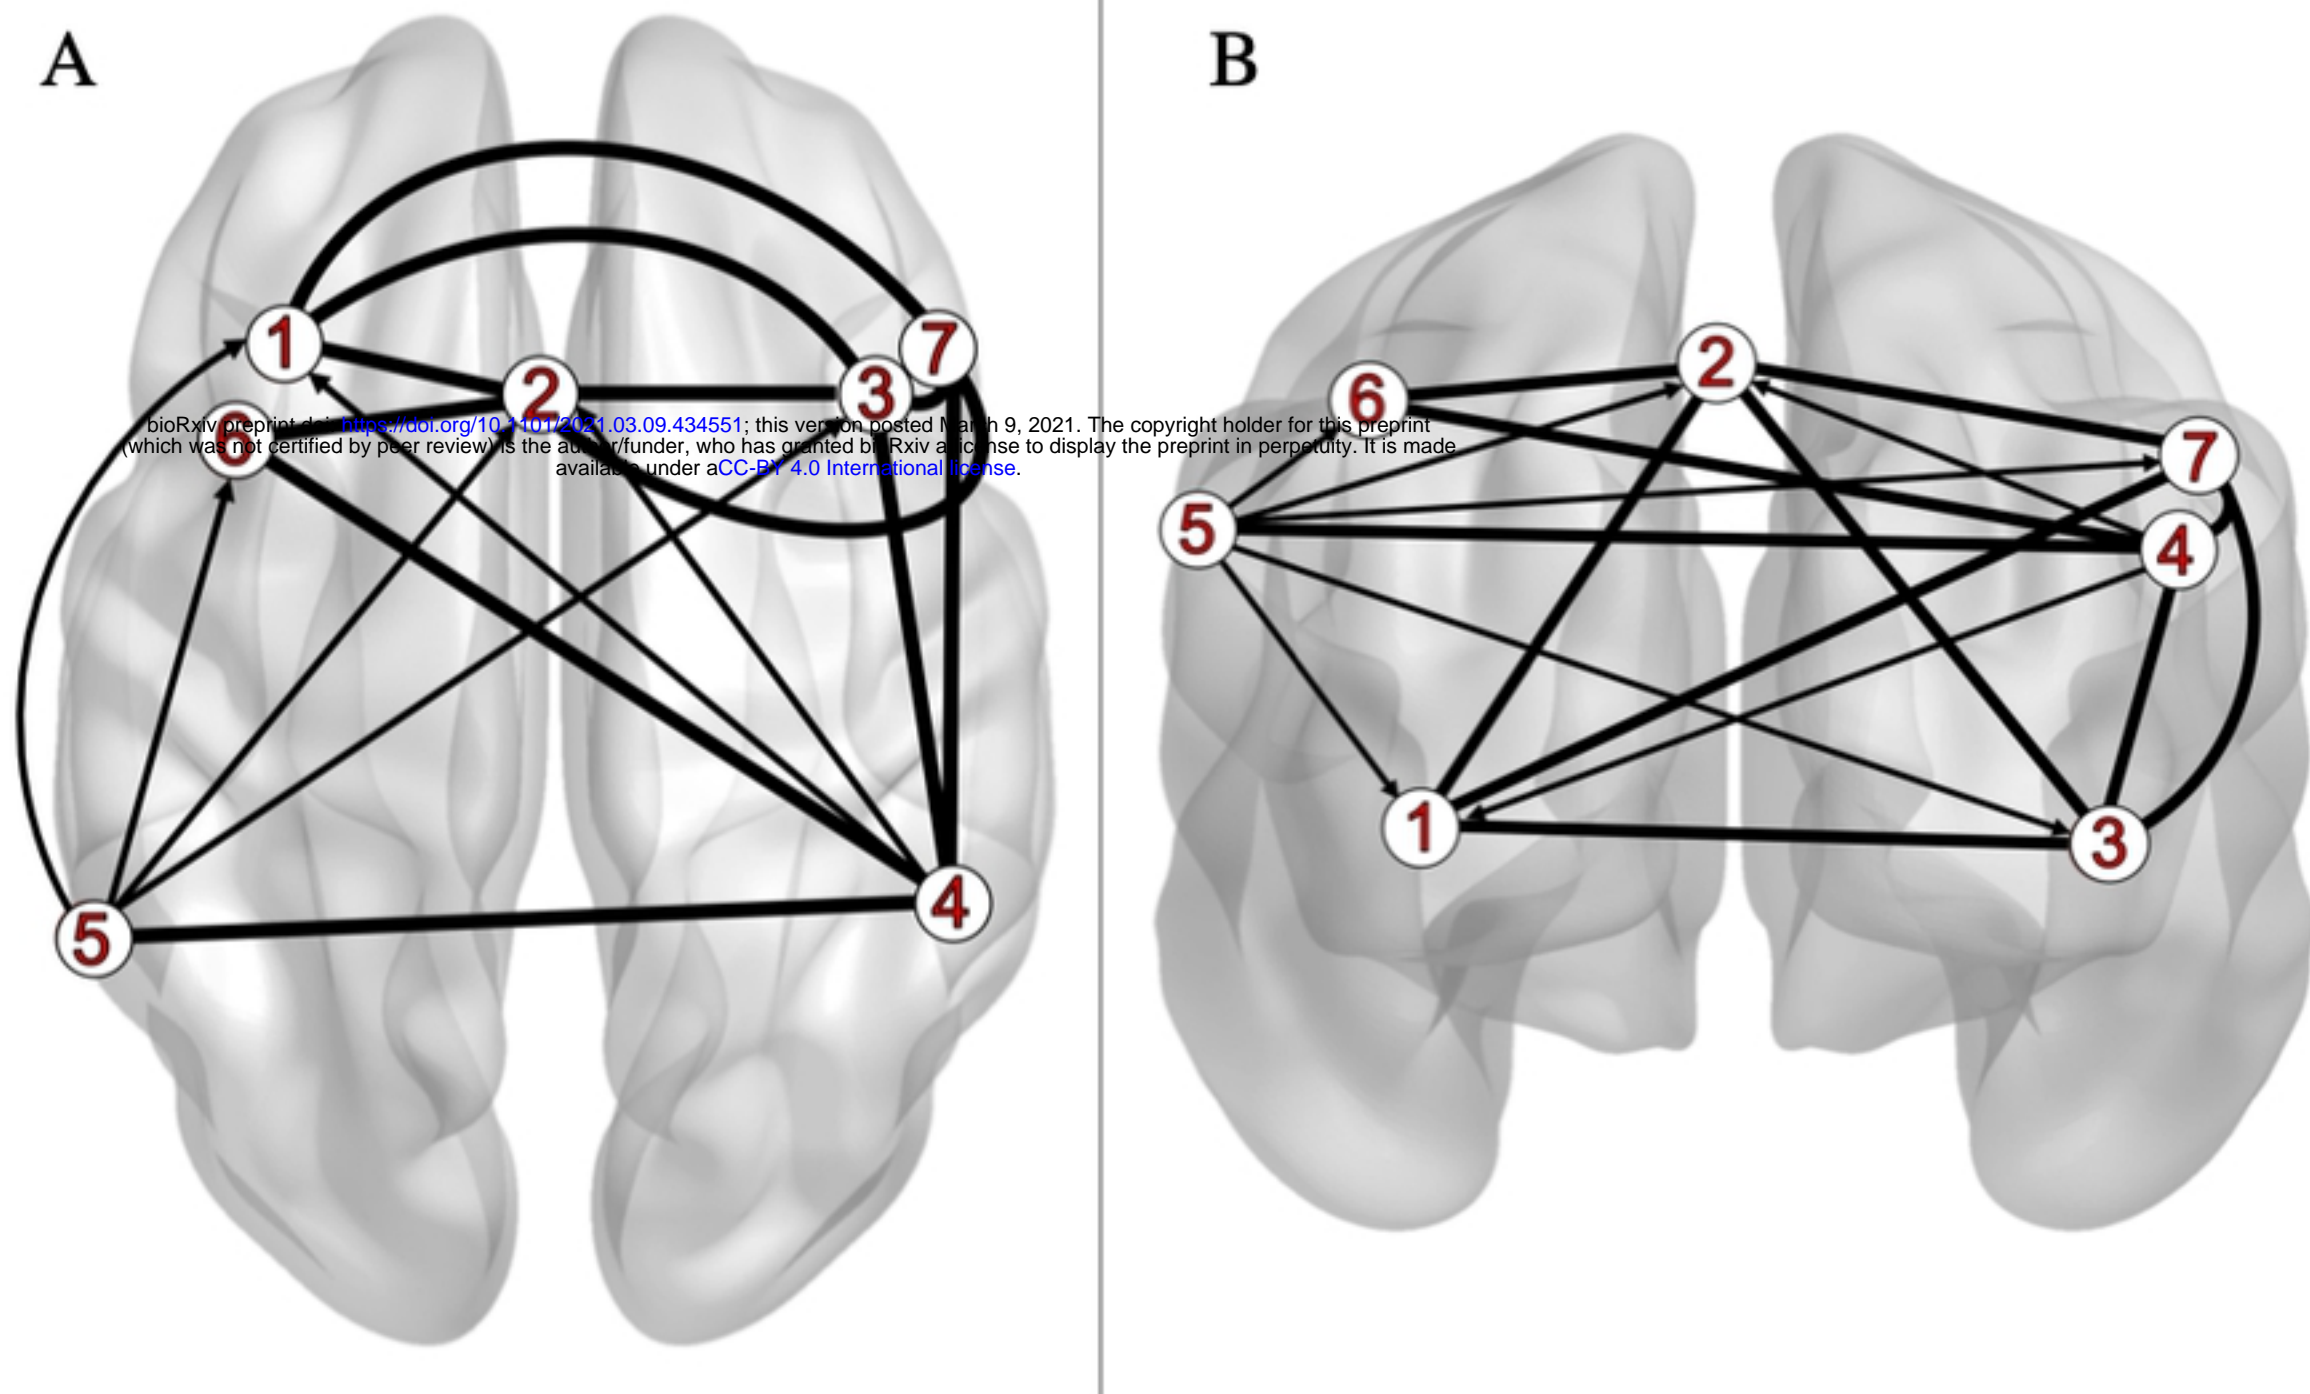 A
B
1
7
2
3
6
bioRxiv preprint doi: https://doi.org/10.1101/2021.03.09.434551; this version posted March 9, 2021. The copyright holder for this preprint
(which was not certified by peer review) is the author/funder, who has granted bioRxiv a license to display the preprint in perpetuity. It is made
available under aCC-BY 4.0 International license.
5
4
2
6
7
5
4
1
3